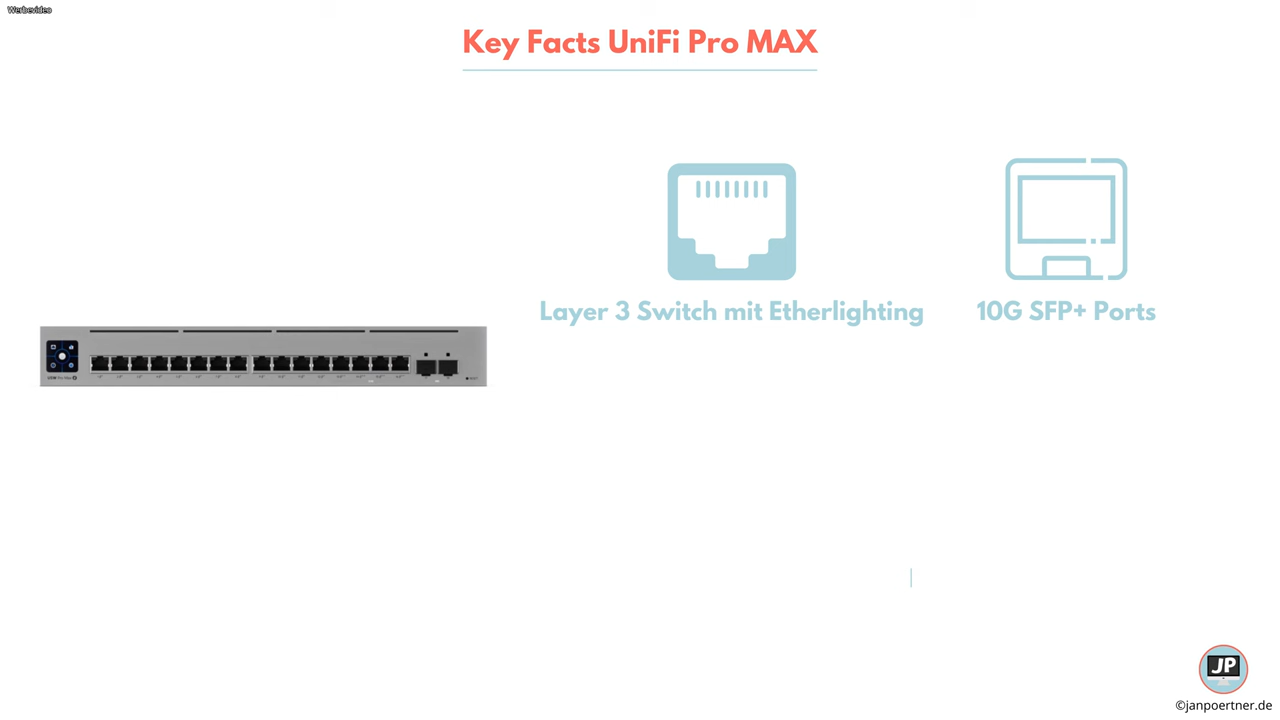 Werbevideo
Key Facts UniFi Pro MAX
Layer 3 Switch mit Etherlighting
10G SFP+ Ports
JP
©janpoertner.de